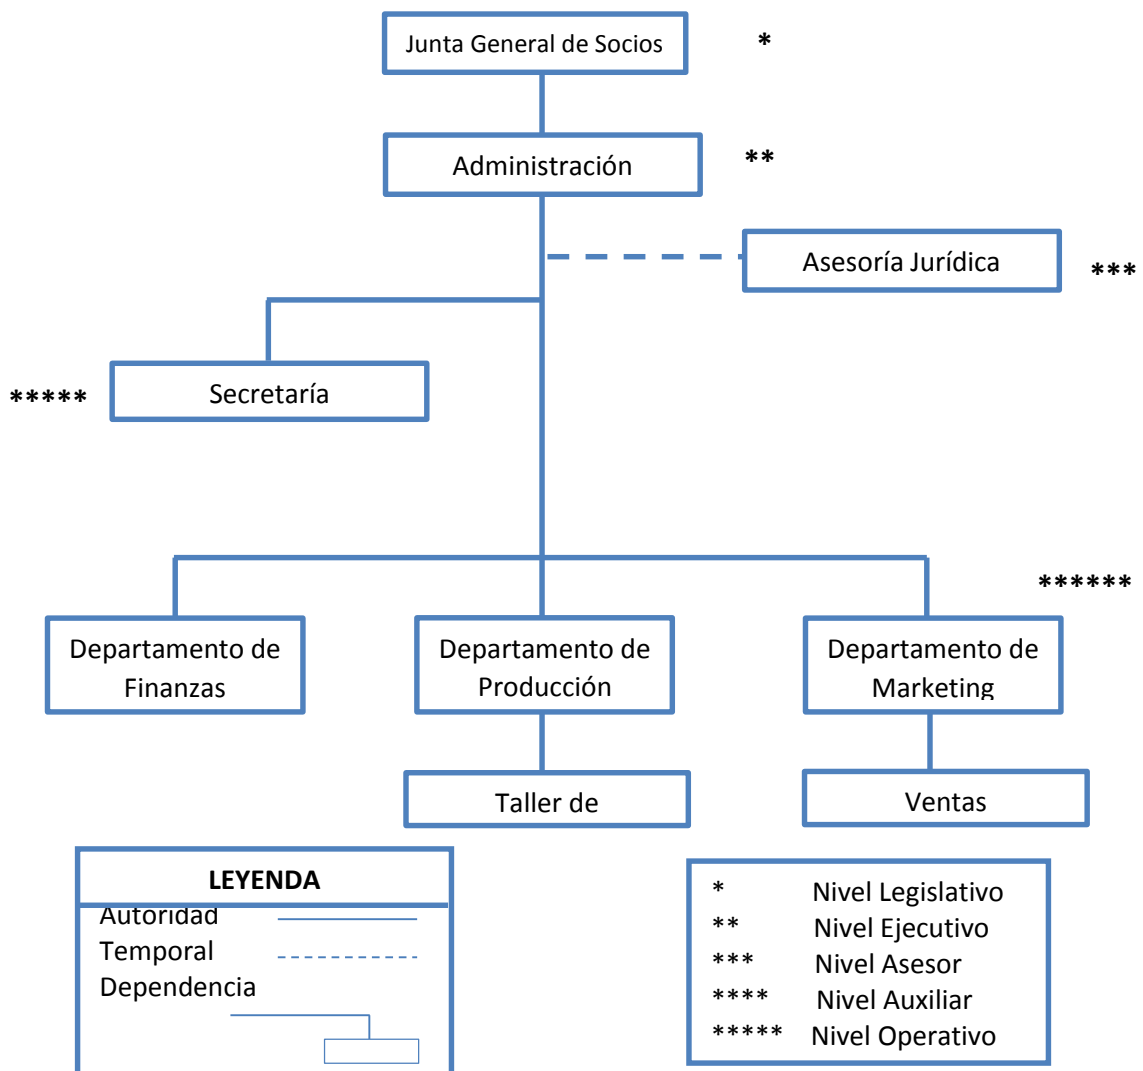 Junta General de Socios *
Administración **
Asesoría Jurídica ***
***** Secretaría
******
Departamento de
Finanzas
Departamento de
Producción
Departamento de
Marketing
Taller de
Ventas
LEYENDA
Autoridad
Temporal
Dependencia
* Nivel Legislativo
** Nivel Ejecutivo
*** Nivel Asesor
**** Nivel Auxiliar
***** Nivel Operativo